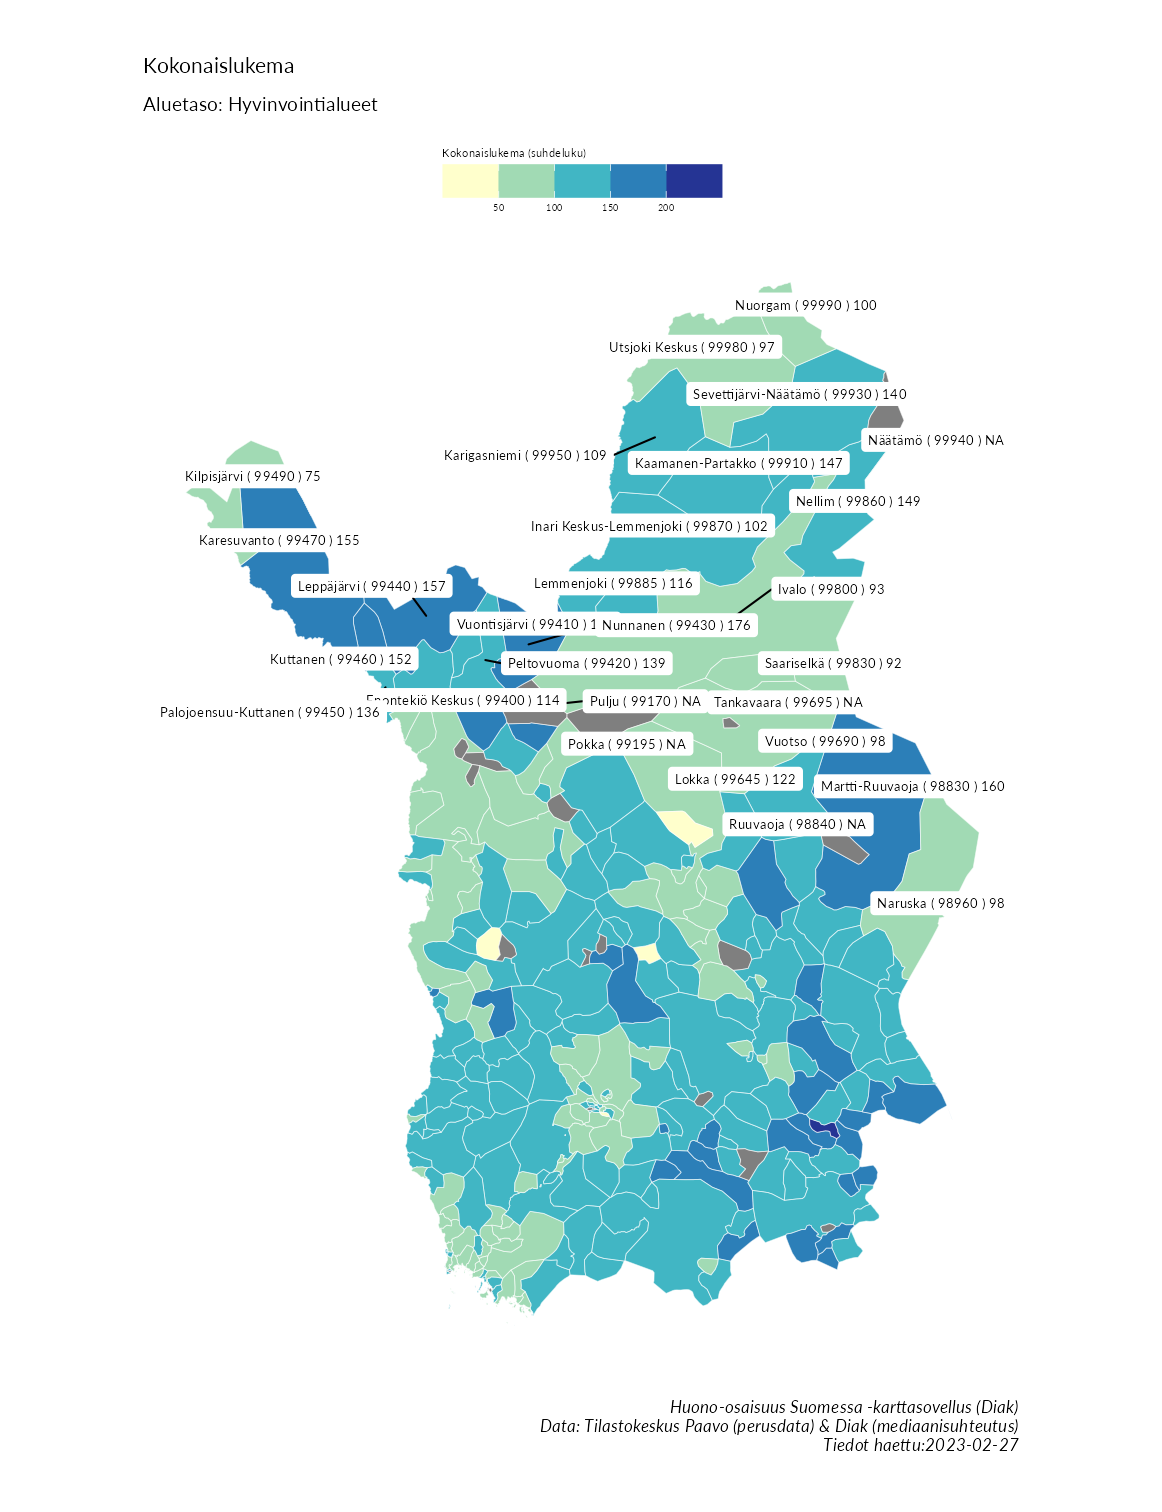 Kokonaislukema
Aluetaso: Hyvinvointialueet
Kokonaislukema (suhdeluku)
50 100 150 200
Nuorgam ( 99990 ) 100
Utsjoki Keskus ( 99980 ) 97
Sevettijärvi-Näätämö ( 99930 ) 140
Näätämö ( 99940 ) NA
Karigasniemi ( 99950 ) 109
Kaamanen-Partakko ( 99910 ) 147
Kilpisjärvi ( 99490 ) 75
Nellim ( 99860 ) 149
Inari Keskus-Lemmenjoki ( 99870 ) 102
Karesuvanto ( 99470 ) 155
Leppäjärvi ( 99440 ) 157
Lemmenjoki ( 99885 ) 116
Ivalo ( 99800 ) 93
Vuontisjärvi ( 99410 ) 1
Nunnanen ( 99430 ) 176
Kuttanen ( 99460 ) 152
Peltovuoma ( 99420 ) 139
Saariselkä ( 99830 ) 92
Enontekiö Keskus ( 99400 ) 114
Pulju ( 99170 ) NA
Tankavaara ( 99695 ) NA
Palojoensuu-Kuttanen ( 99450 ) 136
Pokka ( 99195 ) NA
Vuotso ( 99690 ) 98
Lokka ( 99645 ) 122
Martti-Ruuvaoja ( 98830 ) 160
Ruuvaoja ( 98840 ) NA
Naruska ( 98960 ) 98
Huono-osaisuus Suomessa -karttasovellus (Diak)
Data: Tilastokeskus Paavo (perusdata) & Diak (mediaanisuhteutus)
Tiedot haettu:2023-02-27